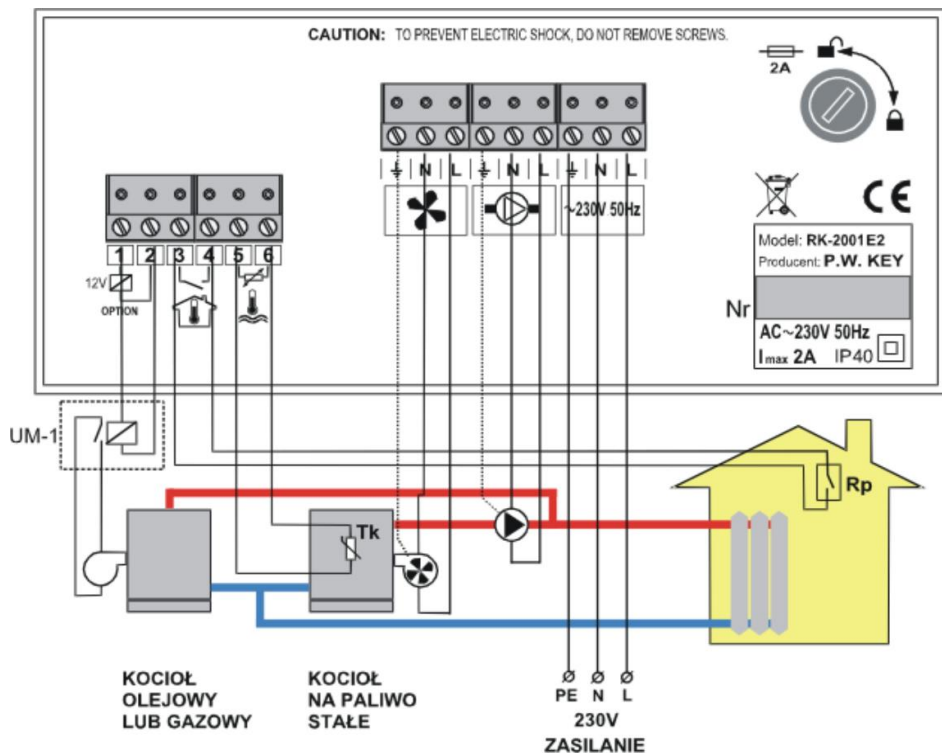 CAUTION: TO PREVENT ELECTRIC SHOCK, DO NOT REMOVE SCREWS.
2A
N L N L N L
~230V 50Hz
1 2 3 4 5 6
12V
OPTION
CE
Model: RK-2001E2
Producent: P.W. KEY
Nr
AC~230V 50Hz
Imax 2A IP40
UM-1
Rp
Tk
KOCIOŁ
OLEJOWY
LUB GAZOWY
KOCIOŁ
NA PALIWO
STAŁE
PE N L
230V
ZASILANIE